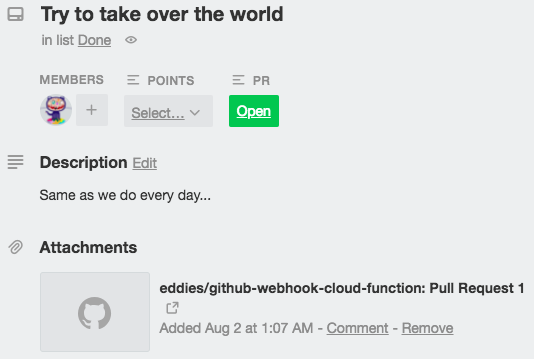 Try to take over the world
in list Done
MEMBERS POINTS PR
+ Select... Open
Description Edit
Same as we do every day...
Attachments
eddies/github-webhook-cloud-function: Pull Request 1
Added Aug 2 at 1:07 AM - Comment - Remove